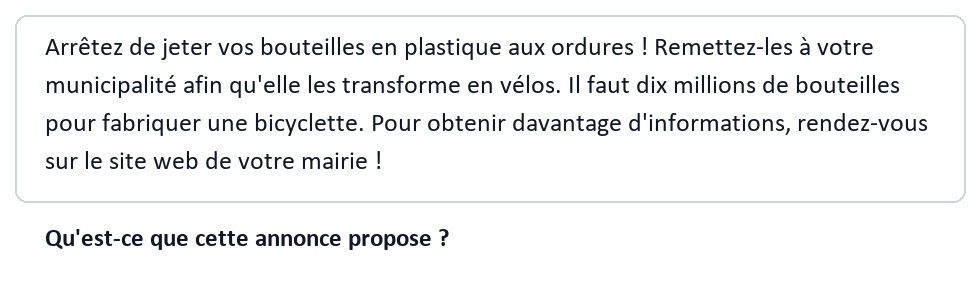 Arrêtez de jeter vos bouteilles en plastique aux ordures ! Remettez-les à votre
municipalité afin qu'elle les transforme en vélos. Il faut dix millions de bouteilles
pour fabriquer une bicyclette. Pour obtenir davantage d'informations, rendez-vous
sur le site web de votre mairie !
Qu'est-ce que cette annonce propose ?